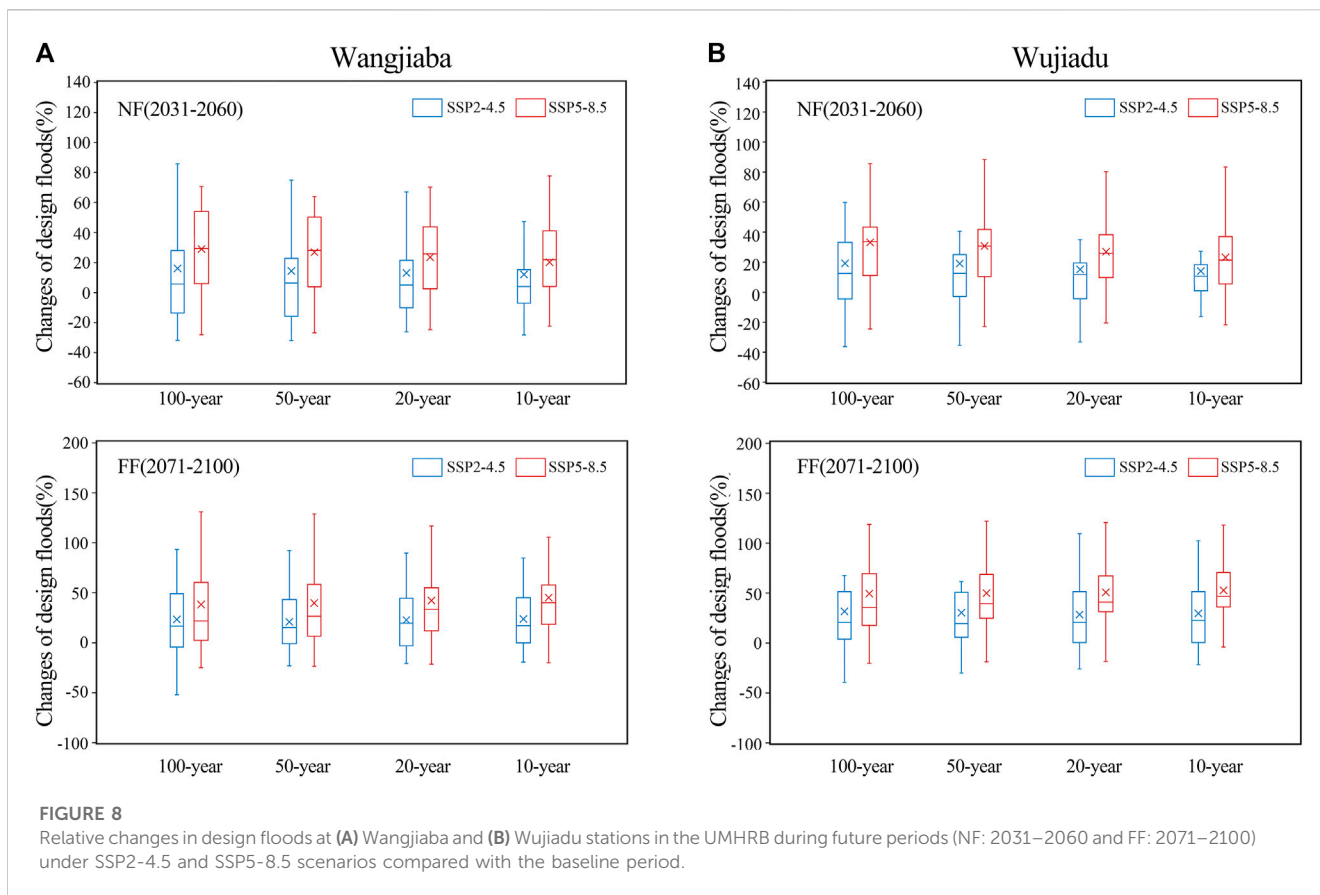 A
Wangjiaba
Changes of design floods(%)
140
120
100
80
60
40
20
0
-20
-40
-60
NF(2031-2060)
SSP2-4.5
SSP5-8.5
100-year
50-year
20-year
10-year
B
Wujiadu
Changes of design floods(%)
140
120
100
80
60
40
20
0
-20
-40
-60
NF(2031-2060)
SSP2-4.5
SSP5-8.5
100-year
50-year
20-year
10-year
Changes of design floods(%)
200
150
100
50
0
-50
-100
FF(2071-2100)
SSP2-4.5
SSP5-8.5
100-year
50-year
20-year
10-year
Changes of design floods(%)
200
150
100
50
0
-50
-100
FF(2071-2100)
SSP2-4.5
SSP5-8.5
100-year
50-year
20-year
10-year
FIGURE 8
Relative changes in design floods at (A) Wangjiaba and (B) Wujiadu stations in the UMHRB during future periods (NF: 2031–2060 and FF: 2071–2100)
under SSP2-4.5 and SSP5-8.5 scenarios compared with the baseline period.